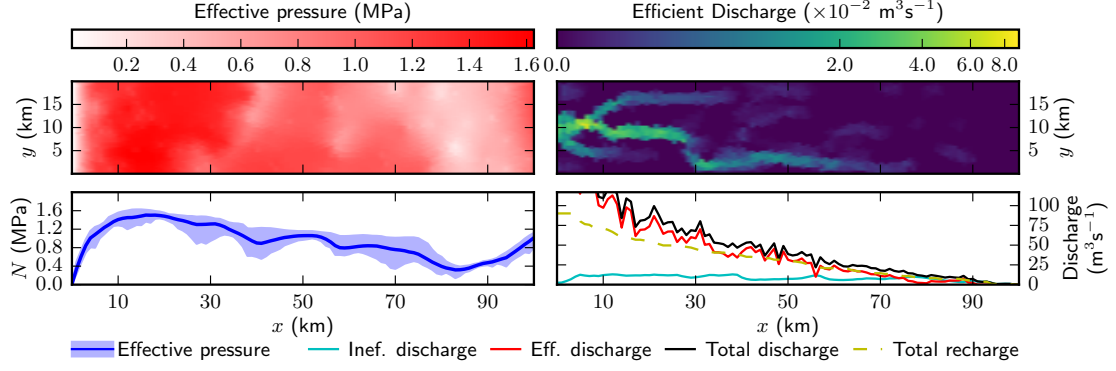 Effective pressure (MPa)
Efficient Discharge (×10⁻² m³s⁻¹)
0.2 0.4 0.6 0.8 1.0 1.2 1.4 1.6
0.0 2.0 4.0 6.0 8.0
y (km)
15
10
5
15
10
5
y (km)
N (MPa)
1.6
1.2
0.8
0.4
0.0
100
75
50
25
0
Discharge
(m³s⁻¹)
10 30 50 70 90
10 30 50 70 90
x (km)
x (km)
Effective pressure Inef. discharge Eff. discharge Total discharge Total recharge